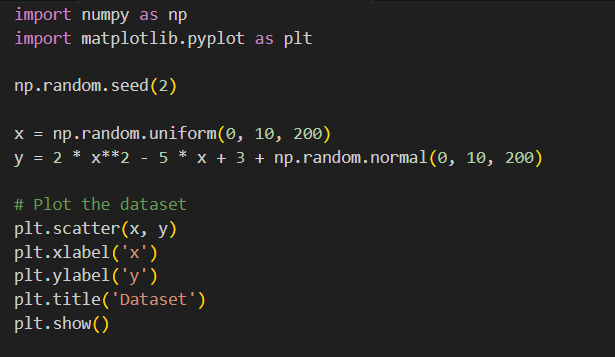 import numpy as np
import matplotlib.pyplot as plt
np.random.seed(2)
x = np.random.uniform(0, 10, 200)
y = 2 * x**2 - 5 * x + 3 + np.random.normal(0, 10, 200)
# Plot the dataset
plt.scatter(x, y)
plt.xlabel('x')
plt.ylabel('y')
plt.title('Dataset')
plt.show()